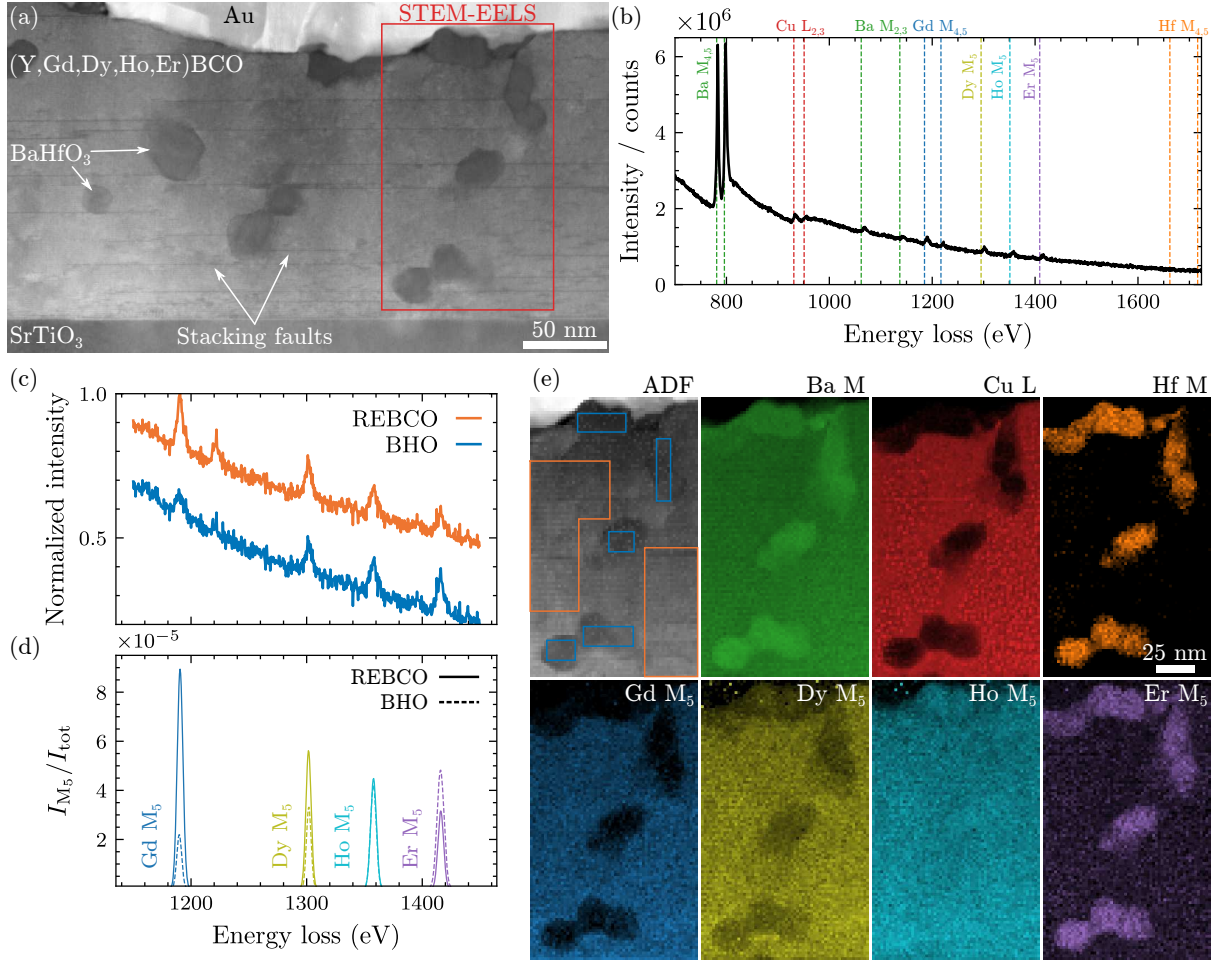 (a)
Au
STEM-EELS
(Y,Gd,Dy,Ho,Er)BCO
BaHfO₃
Stacking faults
SrTiO₃
50 nm
(b)
×10⁶
Cu L₂,₃
Ba M₂,₃
Gd M₄,₅
Hf M₄,₅
Ba M₄,₅
Dy M₅
Ho M₅
Er M₅
6
4
2
0
Intensity / counts
800
1000
1200
1400
1600
Energy loss (eV)
(c)
1.0
0.5
Normalized intensity
REBCO
BHO
(d)
×10⁻⁵
8
6
4
2
I_M₅/I_tot
REBCO
BHO
Gd M₅
Dy M₅
Ho M₅
Er M₅
1200
1300
1400
Energy loss (eV)
(e)
ADF
Ba M
Cu L
Hf M
25 nm
Gd M₅
Dy M₅
Ho M₅
Er M₅